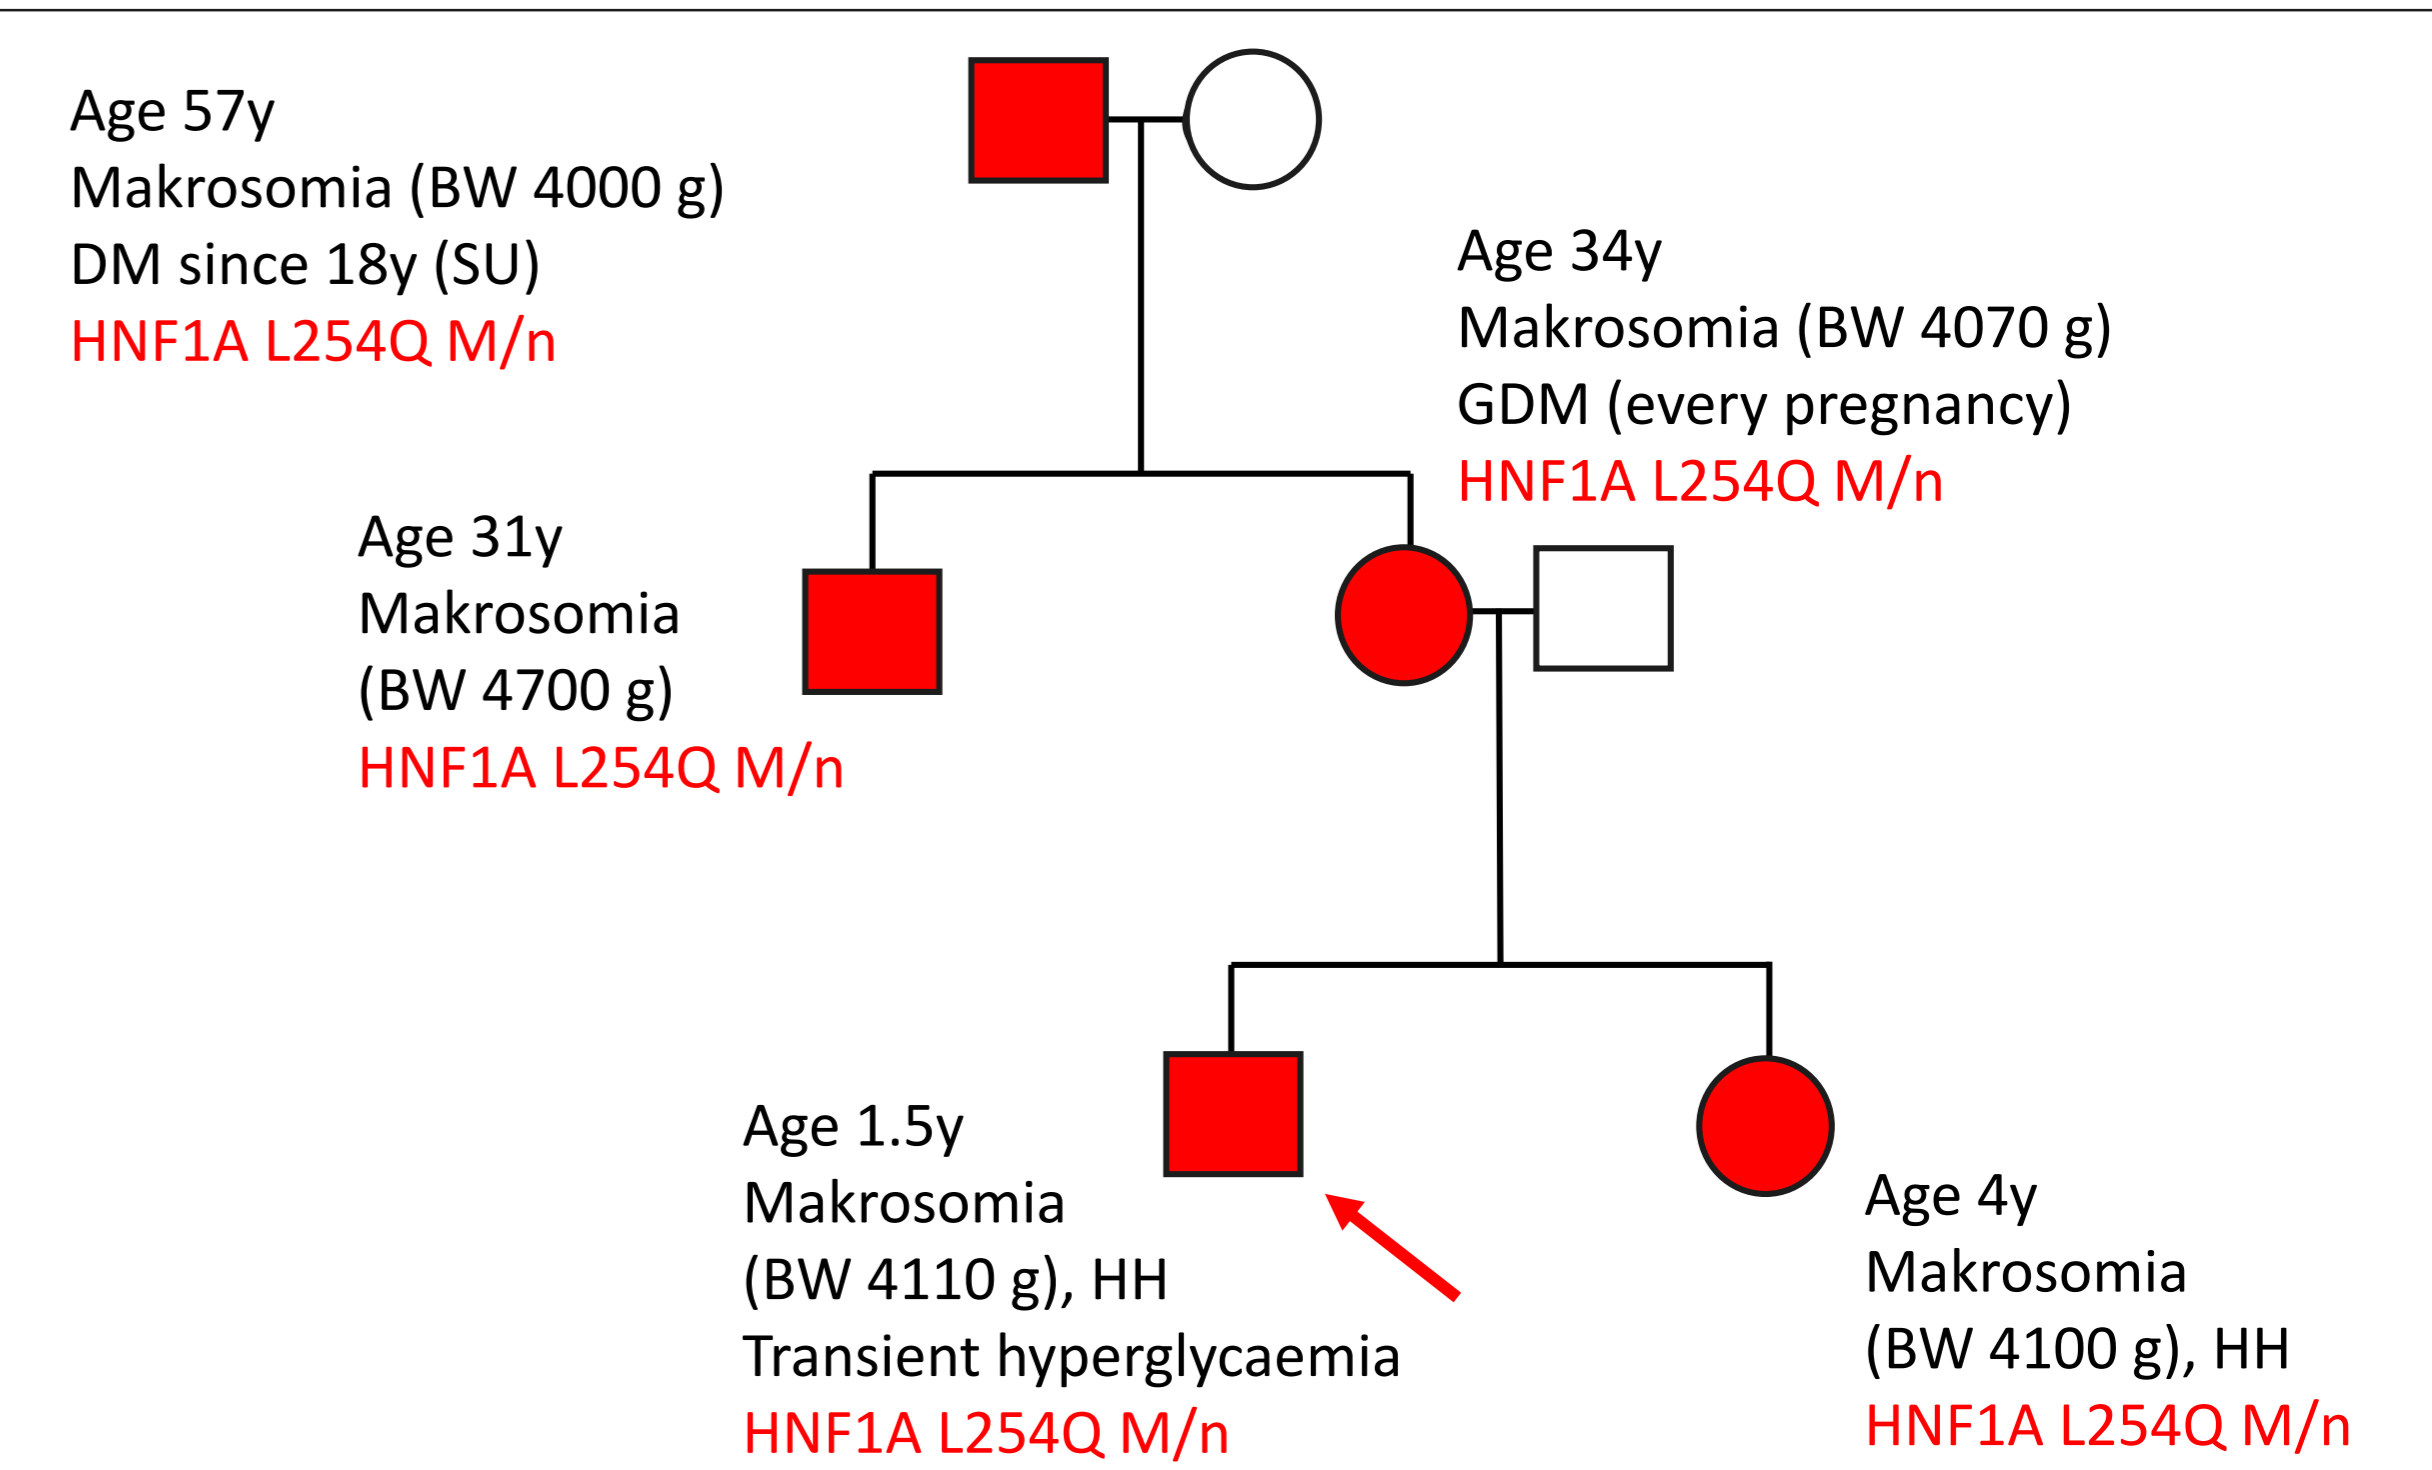 Age 57y
Makrosomia (BW 4000 g)
DM since 18y (SU)
HNF1A L254Q M/n
Age 34y
Makrosomia (BW 4070 g)
GDM (every pregnancy)
HNF1A L254Q M/n
Age 31y
Makrosomia
(BW 4700 g)
HNF1A L254Q M/n
Age 1.5y
Makrosomia
(BW 4110 g), HH
Transient hyperglycaemia
HNF1A L254Q M/n
Age 4y
Makrosomia
(BW 4100 g), HH
HNF1A L254Q M/n